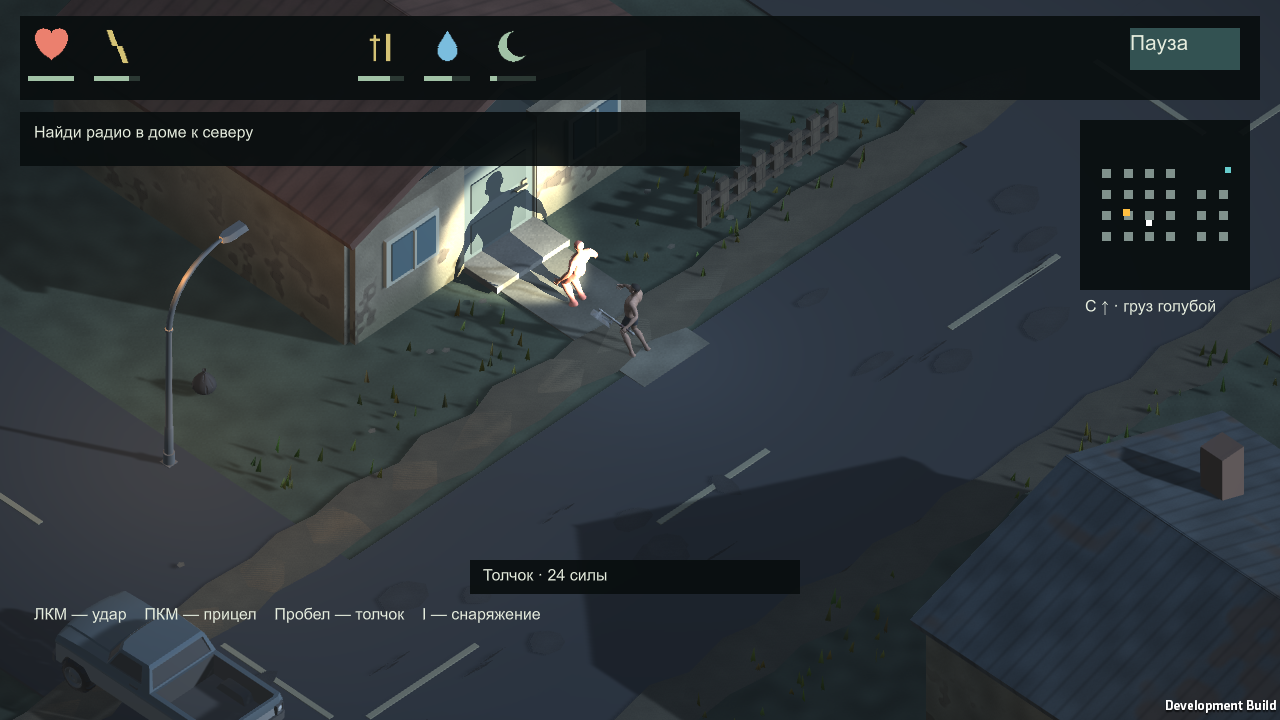 Пауза
Найди радио в доме к северу
С ↑ · груз голубой
Толчок · 24 силы
ЛКМ — удар ПКМ — прицел Пробел — толчок I — снаряжение
Development Build